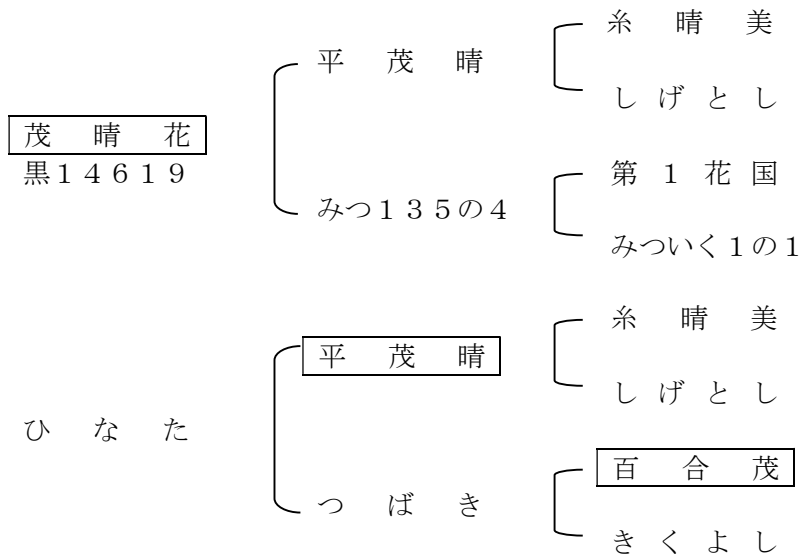 糸　晴　美
平　茂　晴
し げ と し
茂　晴　花
黒１４６１９
第 １ 花 国
みつ１３５の４
みついく１の１
糸　晴　美
平　茂　晴
し げ と し
ひ　な　た
百　合　茂
つ　ば　き
き く よ し